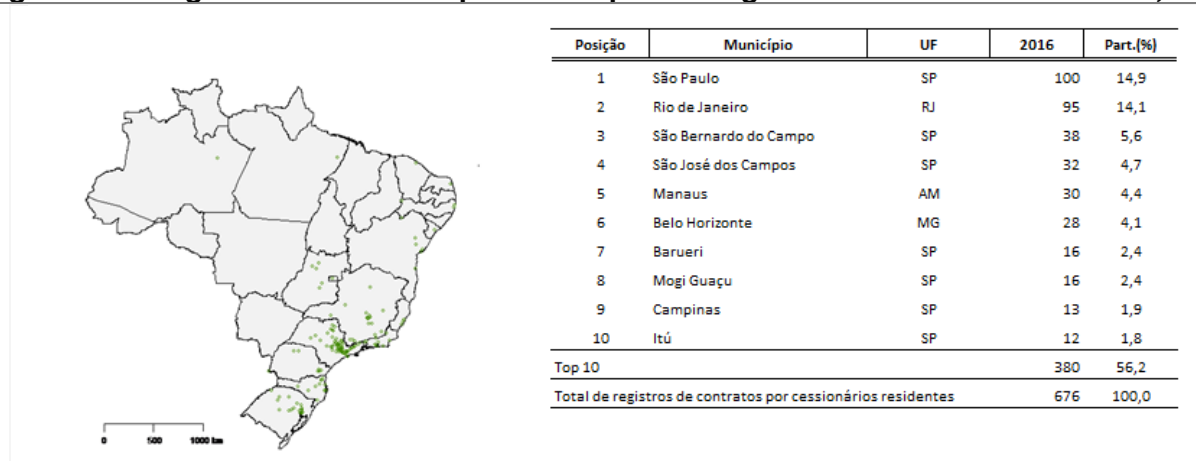 Posição Município UF 2016 Part.(%)
1 São Paulo SP 100 14,9
2 Rio de Janeiro RJ 95 14,1
3 São Bernardo do Campo SP 38 5,6
4 São José dos Campos SP 32 4,7
5 Manaus AM 30 4,4
6 Belo Horizonte MG 28 4,1
7 Barueri SP 16 2,4
8 Mogi Guaçu SP 16 2,4
9 Campinas SP 13 1,9
10 Itú SP 12 1,8
Top 10 380 56,2
Total de registros de contratos por cessionários residentes 676 100,0
0 500 1000 km